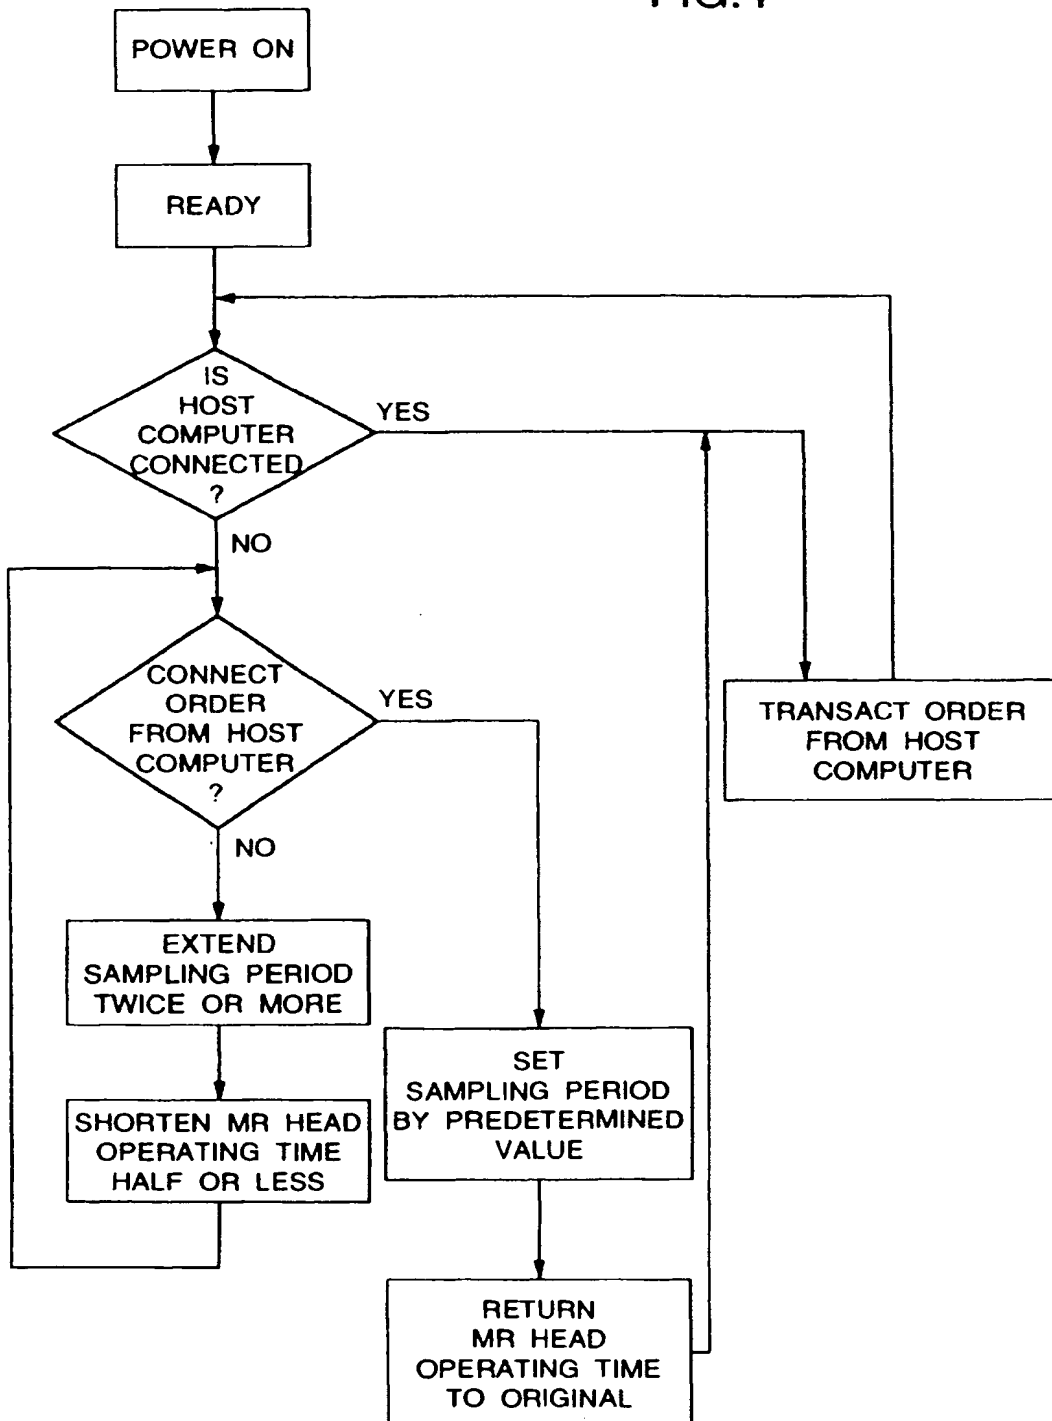 POWER ON
READY
IS
HOST
COMPUTER
CONNECTED
?
YES
NO
CONNECT
ORDER
FROM HOST
COMPUTER
?
YES
NO
TRANSACT ORDER
FROM HOST
COMPUTER
EXTEND
SAMPLING PERIOD
TWICE OR MORE
SHORTEN MR HEAD
OPERATING TIME
HALF OR LESS
SET
SAMPLING PERIOD
BY PREDETERMINED
VALUE
RETURN
MR HEAD
OPERATING TIME
TO ORIGINAL